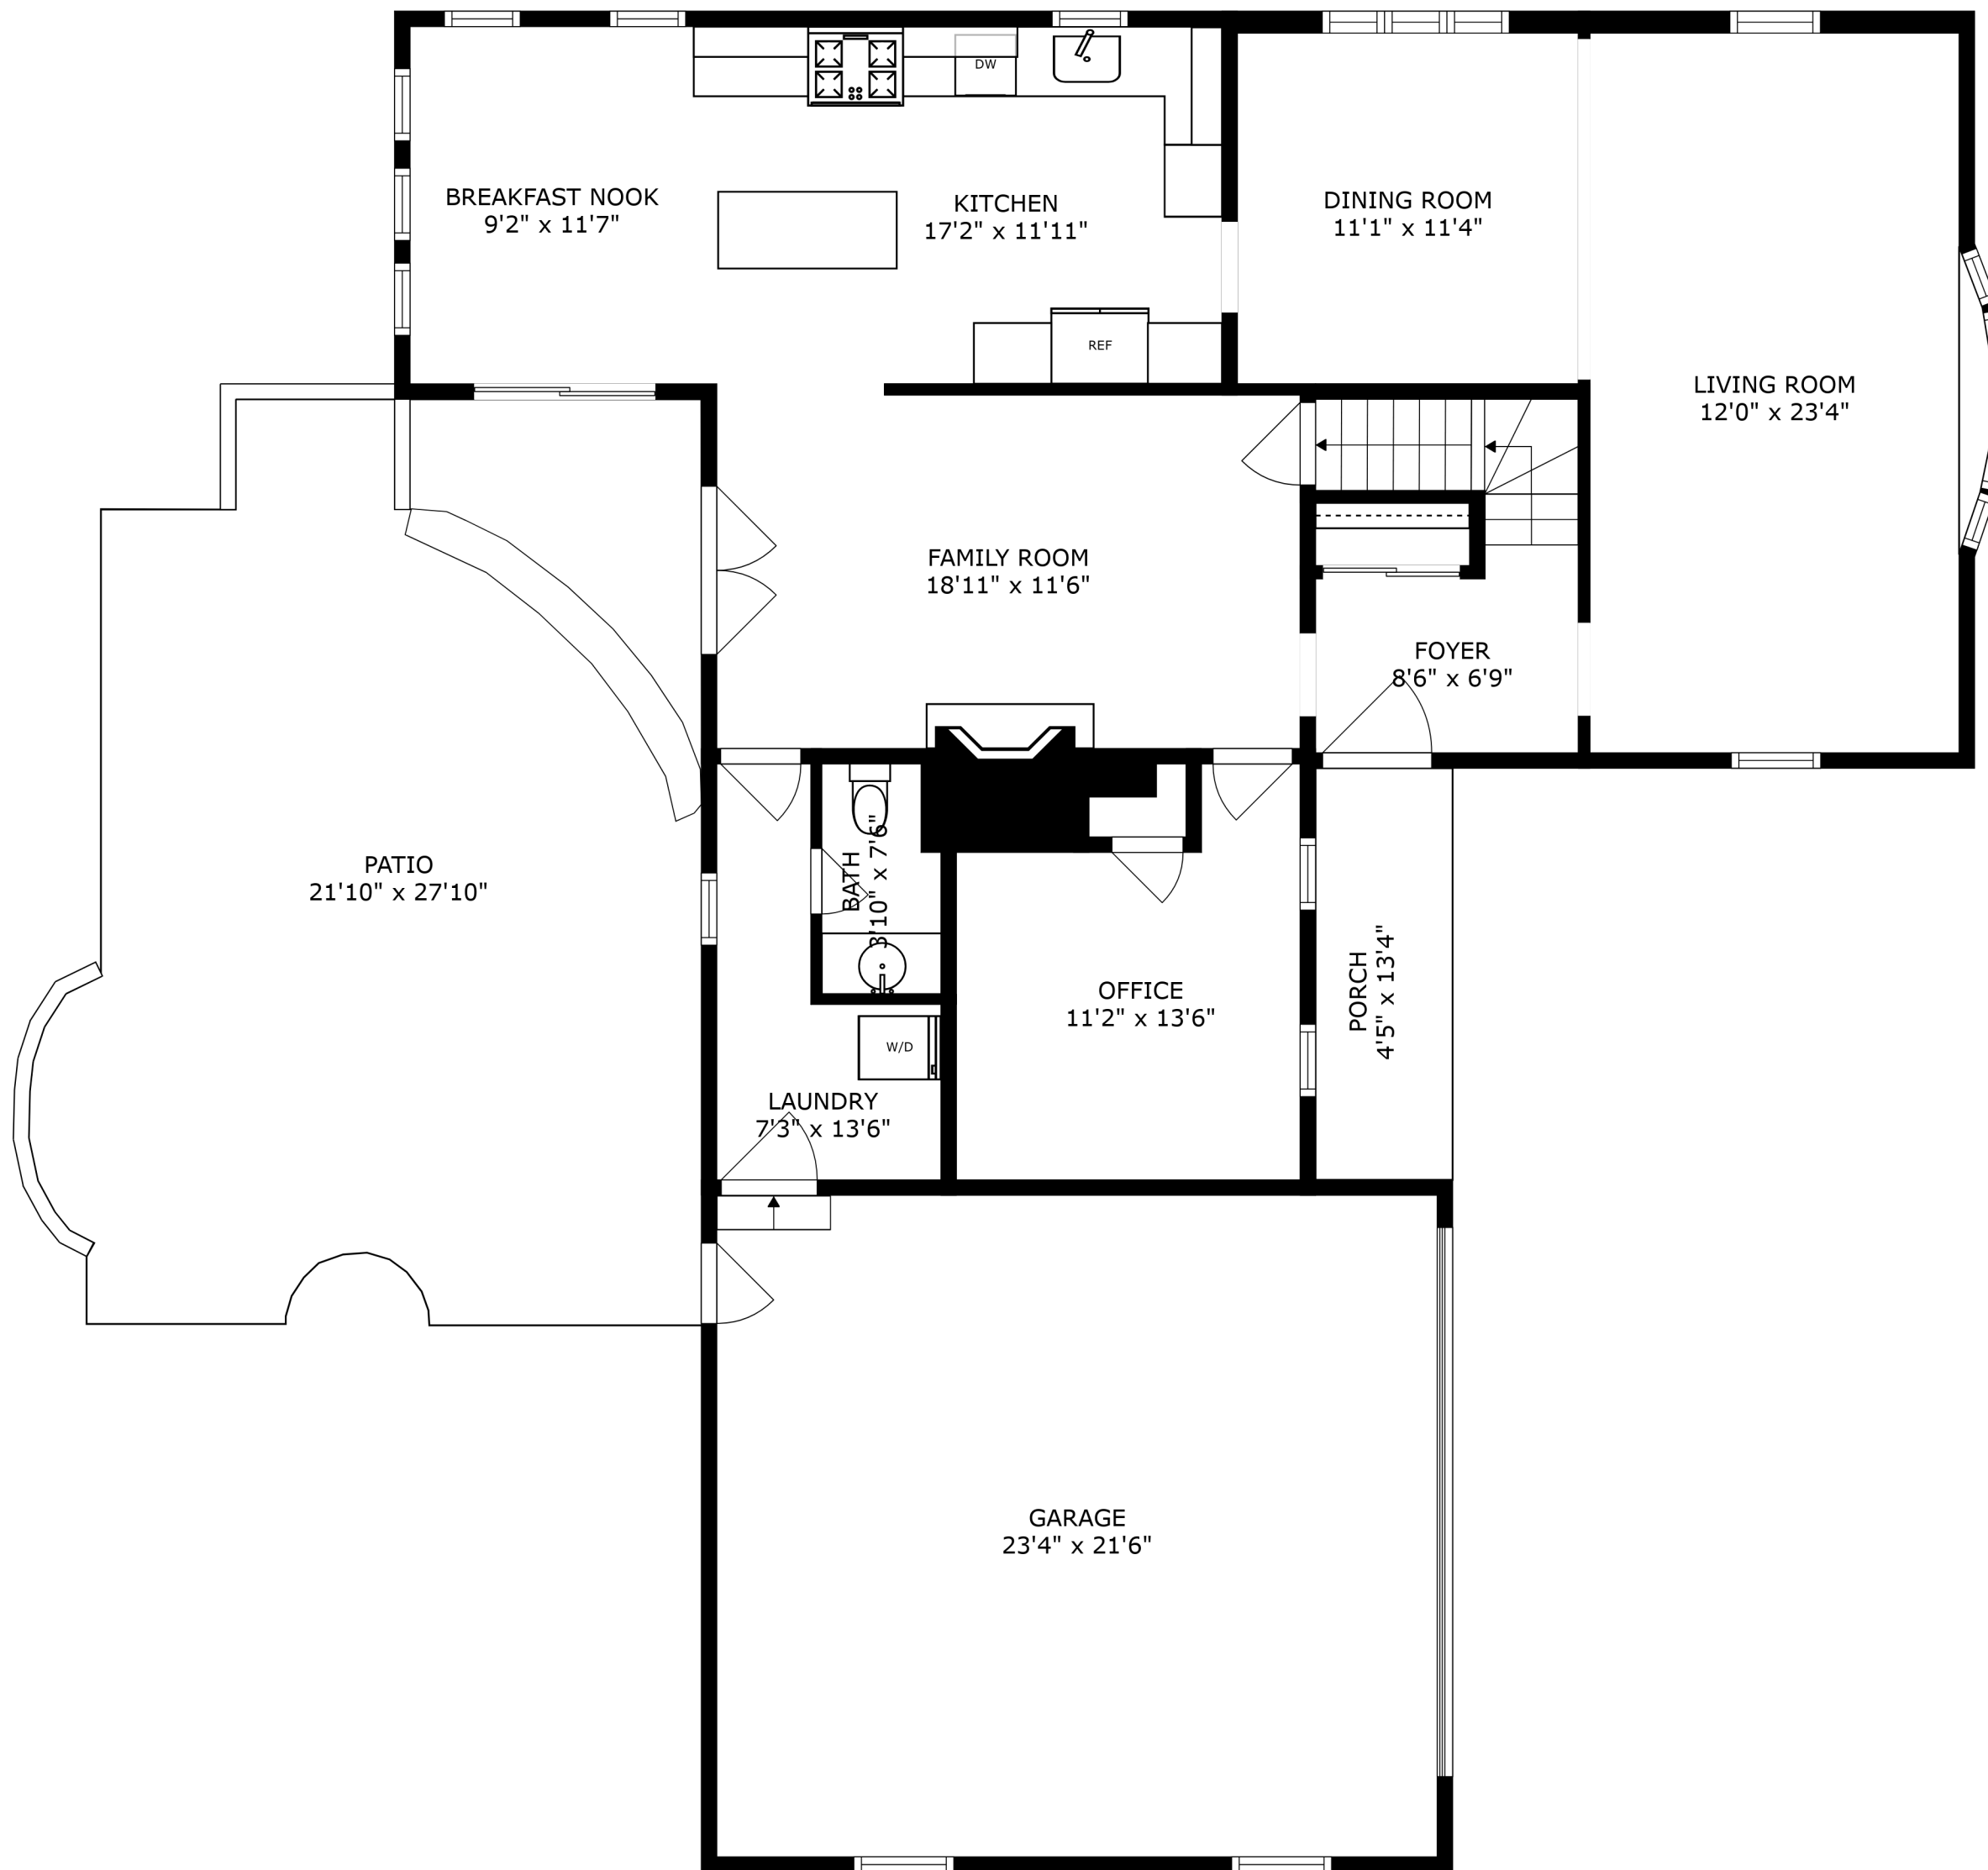 DW
BREAKFAST NOOK
9'2" x 11'7"
KITCHEN
17'2" x 11'11"
DINING ROOM
11'1" x 11'4"
REF
LIVING ROOM
12'0" x 23'4"
FAMILY ROOM
18'11" x 11'6"
FOYER
8'6" x 6'9"
PATIO
21'10" x 27'10"
BATH
3'10" x 7'6"
OFFICE
11'2" x 13'6"
PORCH
4'5" x 13'4"
W/D
LAUNDRY
7'3" x 13'6"
GARAGE
23'4" x 21'6"